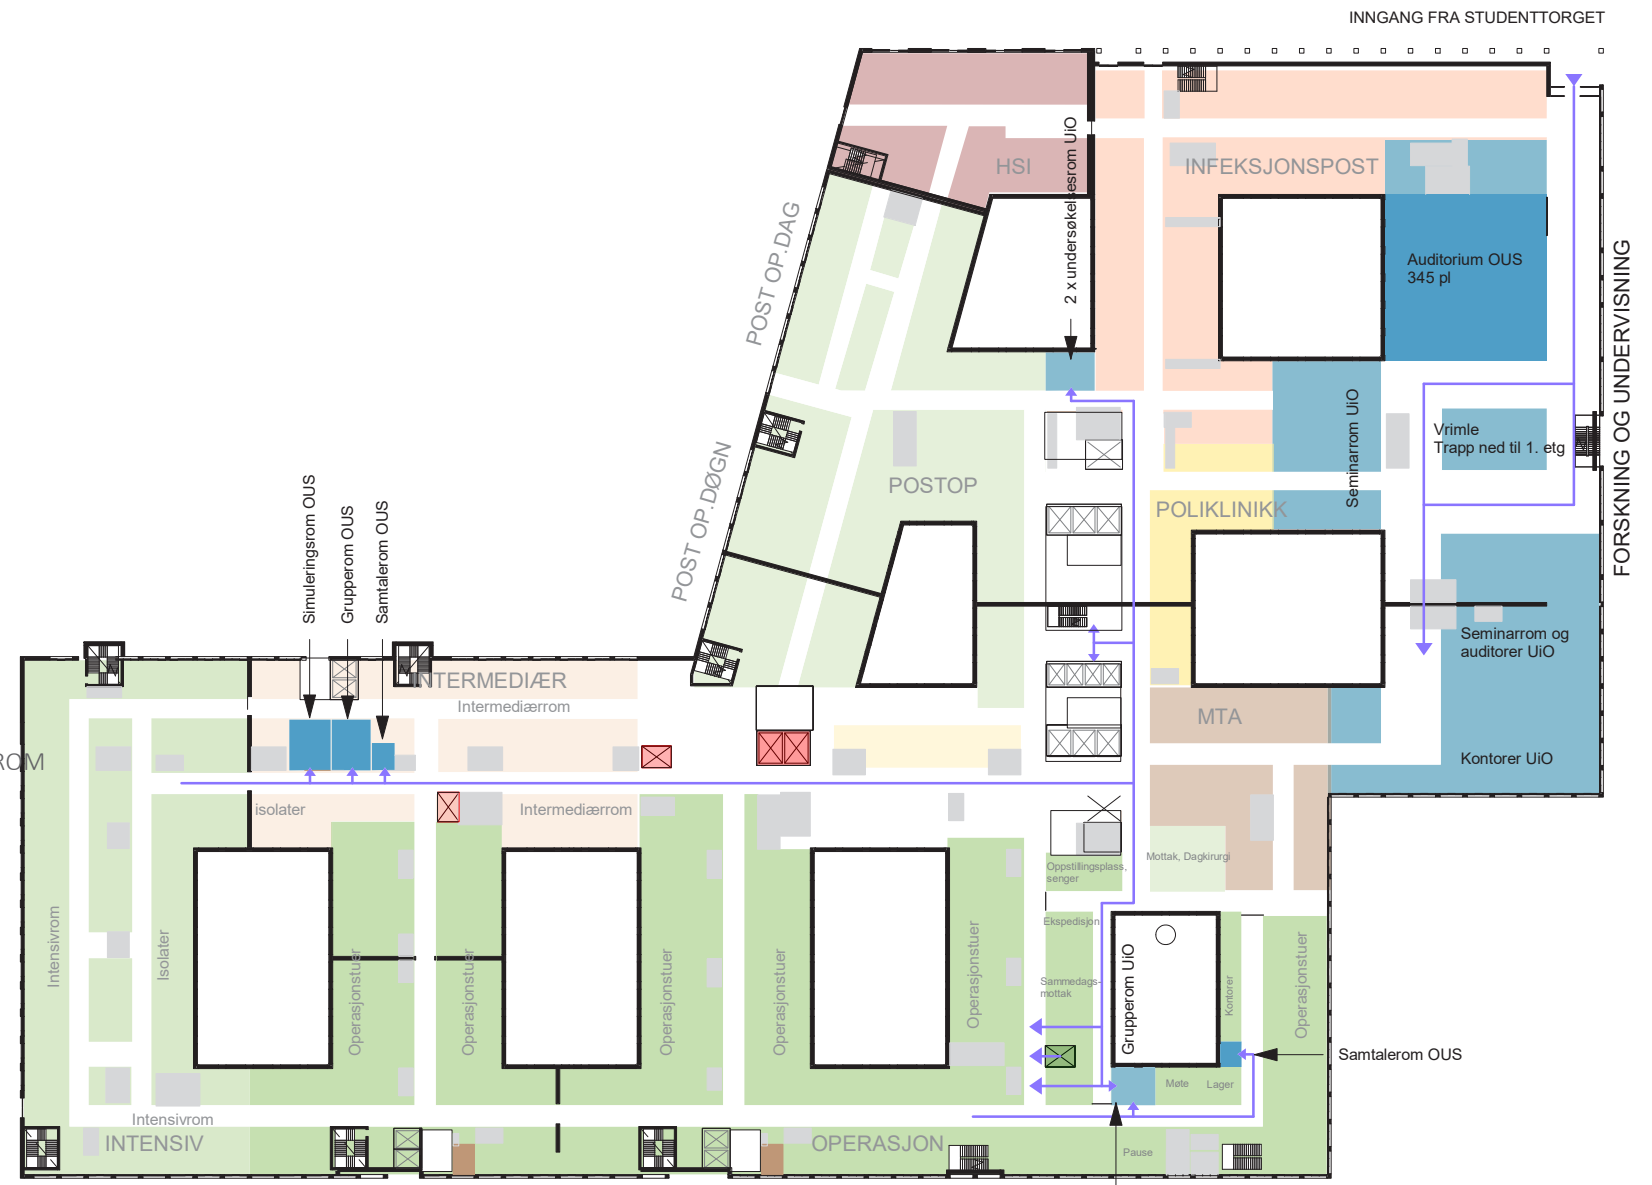 INNGANG FRA STUDENTTORGET
HSI
INFEKSJONSPOST
2 x undersøkelsesrom UiO
POST OP.DAG
Auditorium OUS
345 pl
FORSKNING OG UNDERVISNING
Seminarrom UiO
Vrimle
Trapp ned til 1. etg
POST OP.DØGN
POSTOP
POLIKLINIKK
Simuleringsrom OUS
Grupperom OUS
Samtalerom OUS
Seminarrom og
auditorer UiO
INTERMEDIÆR
Intermediærrom
MTA
ROM
Kontorer UiO
isolater
Intermediærrom
Mottak, Dagkirurgi
Oppstillingsplass,
senger
Ekspedisjon
Intensivrom
Isolater
Operasjonstuer
Operasjonstuer
Operasjonstuer
Operasjonstuer
Operasjonstuer
Sammedags-
mottak
Grupperom UiO
Kontorer
Operasjonstuer
Samtalerom OUS
Møte
Lager
Intensivrom
INTENSIV
OPERASJON
Pause